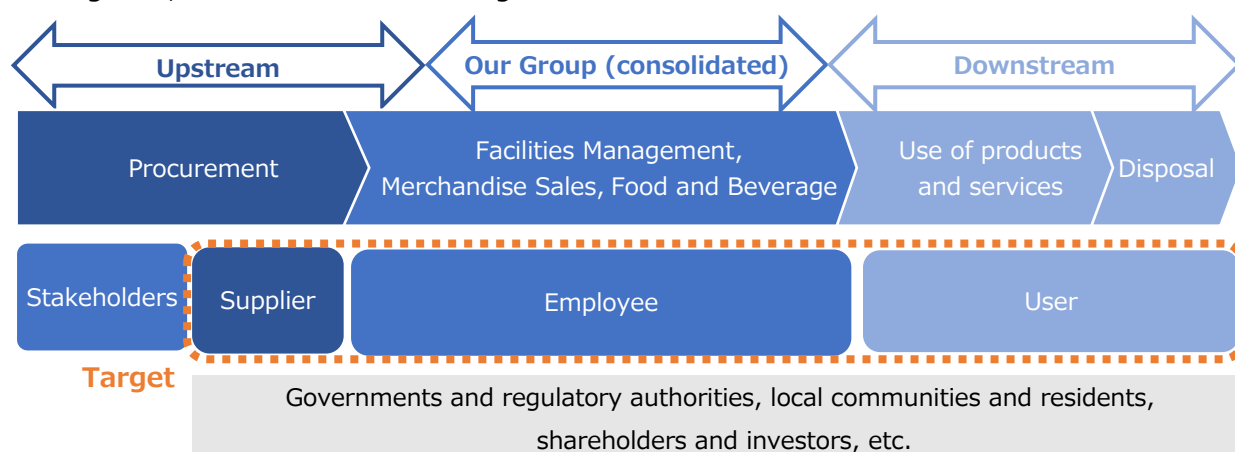 Upstream
Our Group (consolidated)
Downstream
Procurement
Facilities Management,
Merchandise Sales, Food and Beverage
Use of products
and services
Disposal
Stakeholders
Supplier
Employee
User
Target
Governments and regulatory authorities, local communities and residents,
shareholders and investors, etc.